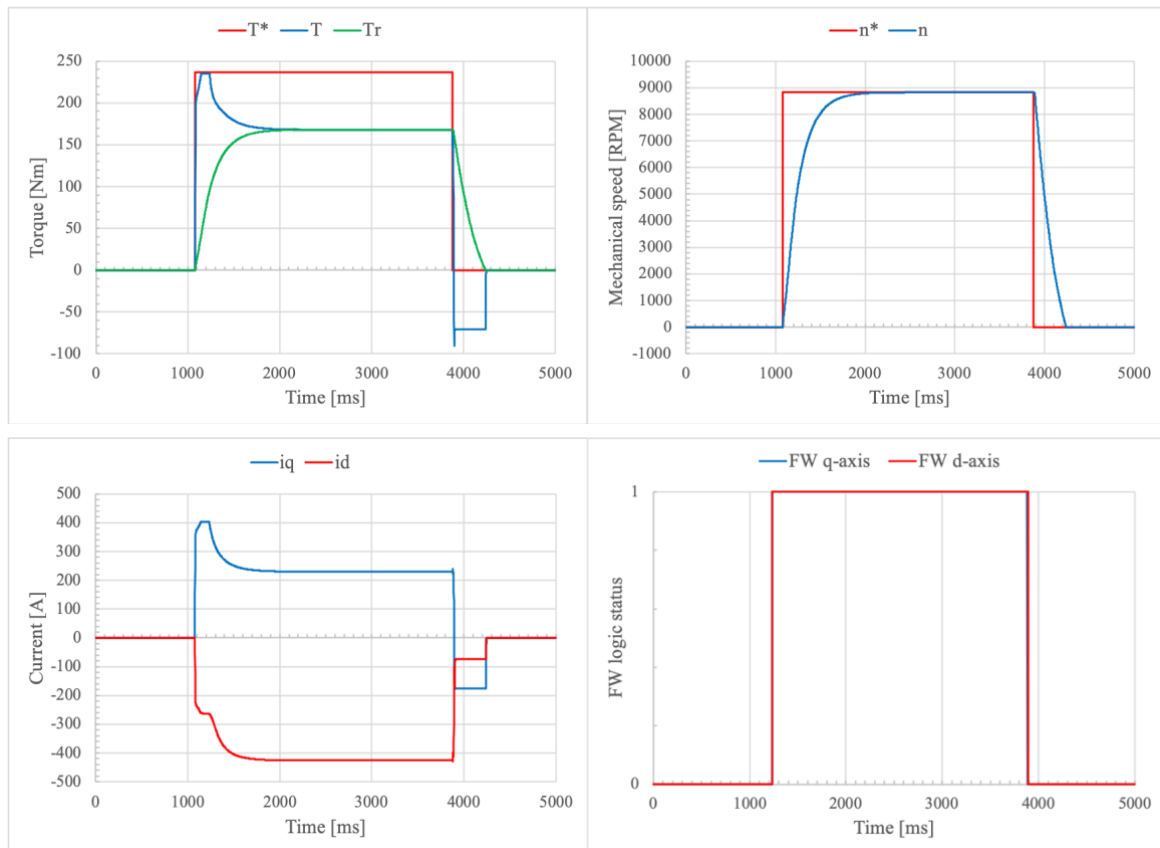 T* T Tr
250
200
150
100
50
0
-50
-100
Torque [Nm]
0 1000 2000 3000 4000 5000
Time [ms]
n* n
10000
9000
8000
7000
6000
5000
4000
3000
2000
1000
0
-1000
Mechanical speed [RPM]
0 1000 2000 3000 4000 5000
Time [ms]
iq id
500
400
300
200
100
0
-100
-200
-300
-400
-500
Current [A]
0 1000 2000 3000 4000 5000
Time [ms]
FW q-axis FW d-axis
1
0
FW logic status
0 1000 2000 3000 4000 5000
Time [ms]